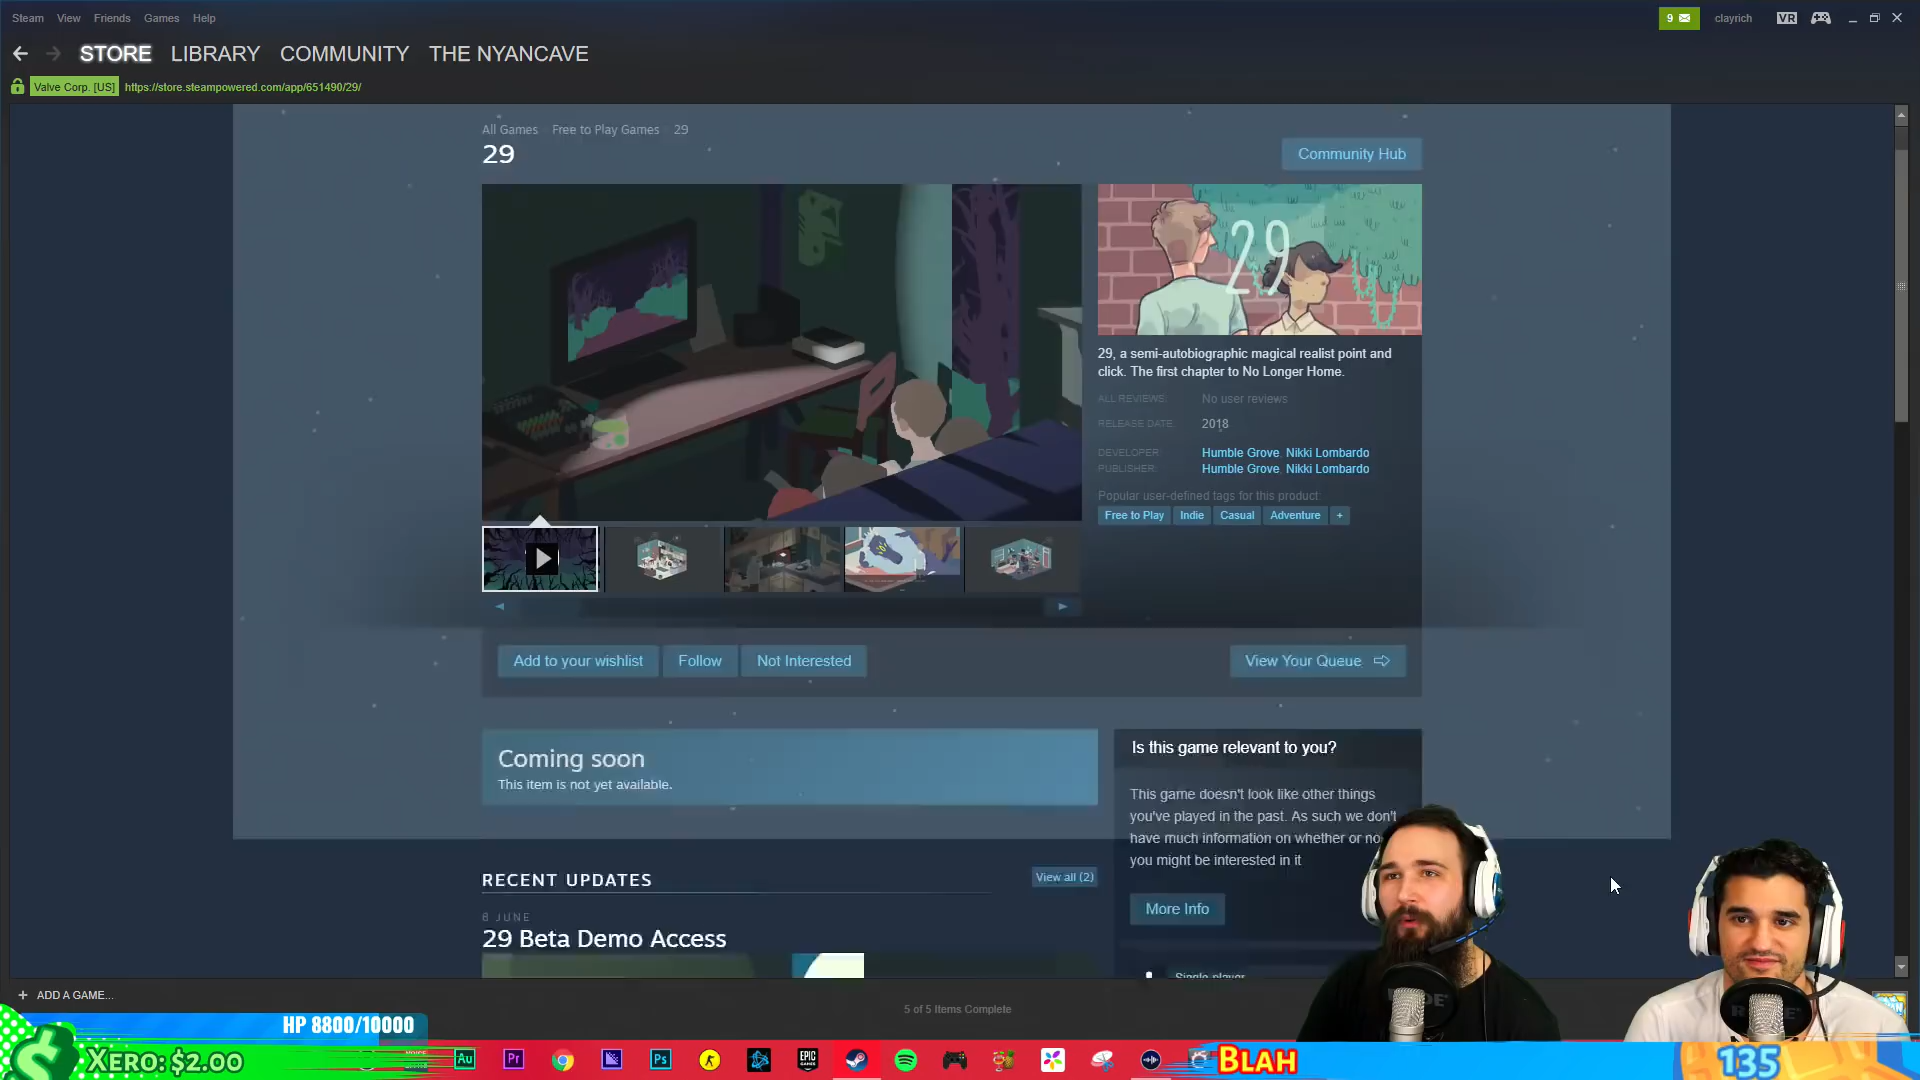 Steam View Friends Games Help
9 clayrich VR
STORE LIBRARY COMMUNITY THE NYANCAVE
Valve Corp. [US] https://store.steampowered.com/app/651490/29/
All Games Free to Play Games 29
29
Community Hub
29
29, a semi-autobiographic magical realist point and
click. The first chapter to No Longer Home.
ALL REVIEWS: No user reviews
RELEASE DATE: 2018
DEVELOPER: Humble Grove, Nikki Lombardo
PUBLISHER: Humble Grove, Nikki Lombardo
Popular user-defined tags for this product:
Free to Play Indie Casual Adventure +
Add to your wishlist Follow Not Interested View Your Queue
Coming soon
This item is not yet available.
Is this game relevant to you?
This game doesn't look like other things
you've played in the past. As such we don't
have much information on whether or no
you might be interested in it
More Info
RECENT UPDATES View all (2)
8 JUNE
29 Beta Demo Access
Single-player
+ ADD A GAME...
5 of 5 Items Complete
HP 8800/10000
XERO: $2.00
Au Pr Ps EPIC GAMES
BLAH
135